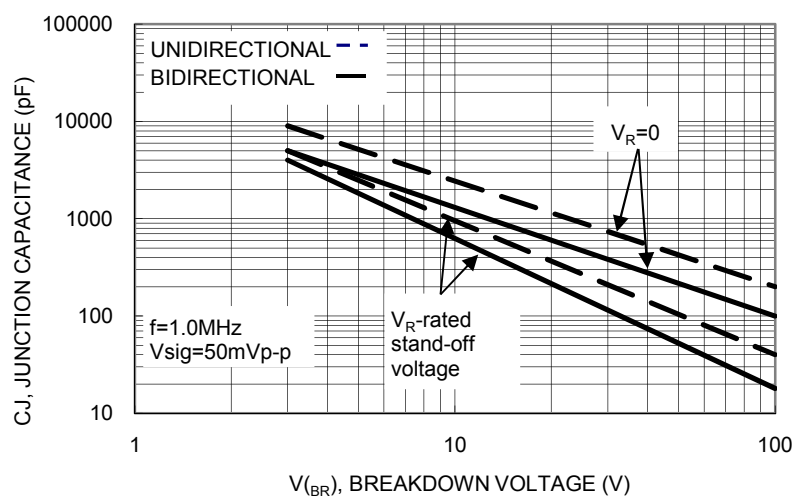 CJ, JUNCTION CAPACITANCE (pF)
100000
10000
1000
100
10
UNIDIRECTIONAL
BIDIRECTIONAL
VR=0
VR-rated
stand-off
voltage
f=1.0MHz
Vsig=50mVp-p
1
10
100
V(BR), BREAKDOWN VOLTAGE (V)